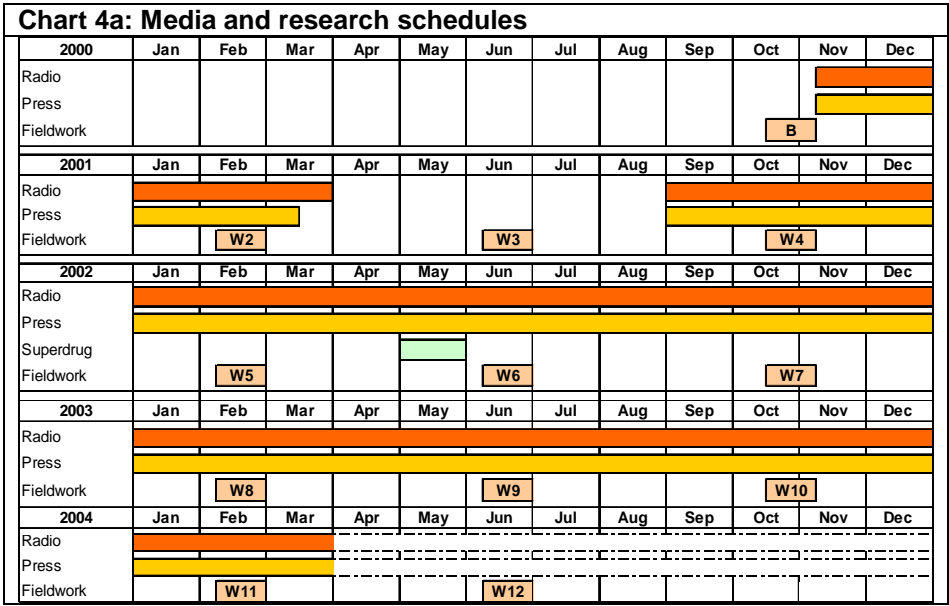 Chart 4a: Media and research schedules
2000 Jan Feb Mar Apr May Jun Jul Aug Sep Oct Nov Dec
Radio
Press
Fieldwork B
2001 Jan Feb Mar Apr May Jun Jul Aug Sep Oct Nov Dec
Radio
Press
Fieldwork W2 W3 W4
2002 Jan Feb Mar Apr May Jun Jul Aug Sep Oct Nov Dec
Radio
Press
Superdrug
Fieldwork W5 W6 W7
2003 Jan Feb Mar Apr May Jun Jul Aug Sep Oct Nov Dec
Radio
Press
Fieldwork W8 W9 W10
2004 Jan Feb Mar Apr May Jun Jul Aug Sep Oct Nov Dec
Radio
Press
Fieldwork W11 W12